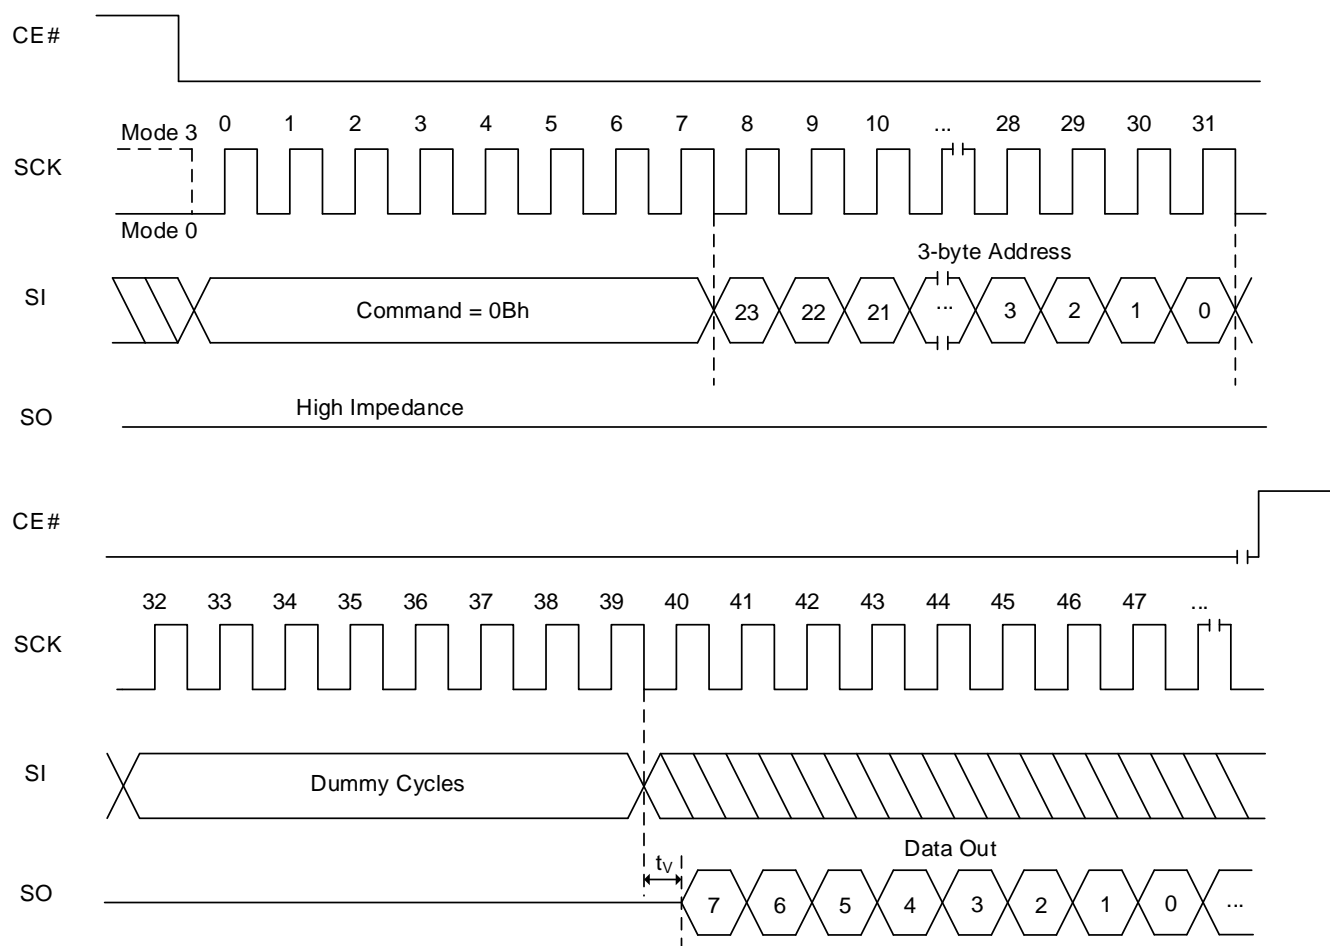 CE#
Mode 3 0 1 2 3 4 5 6 7 8 9 10 ... 28 29 30 31
SCK
Mode 0
3-byte Address
SI Command = 0Bh 23 22 21 ... 3 2 1 0
High Impedance
SO
CE#
32 33 34 35 36 37 38 39 40 41 42 43 44 45 46 47 ...
SCK
SI Dummy Cycles
Data Out
tV
SO 7 6 5 4 3 2 1 0 ...